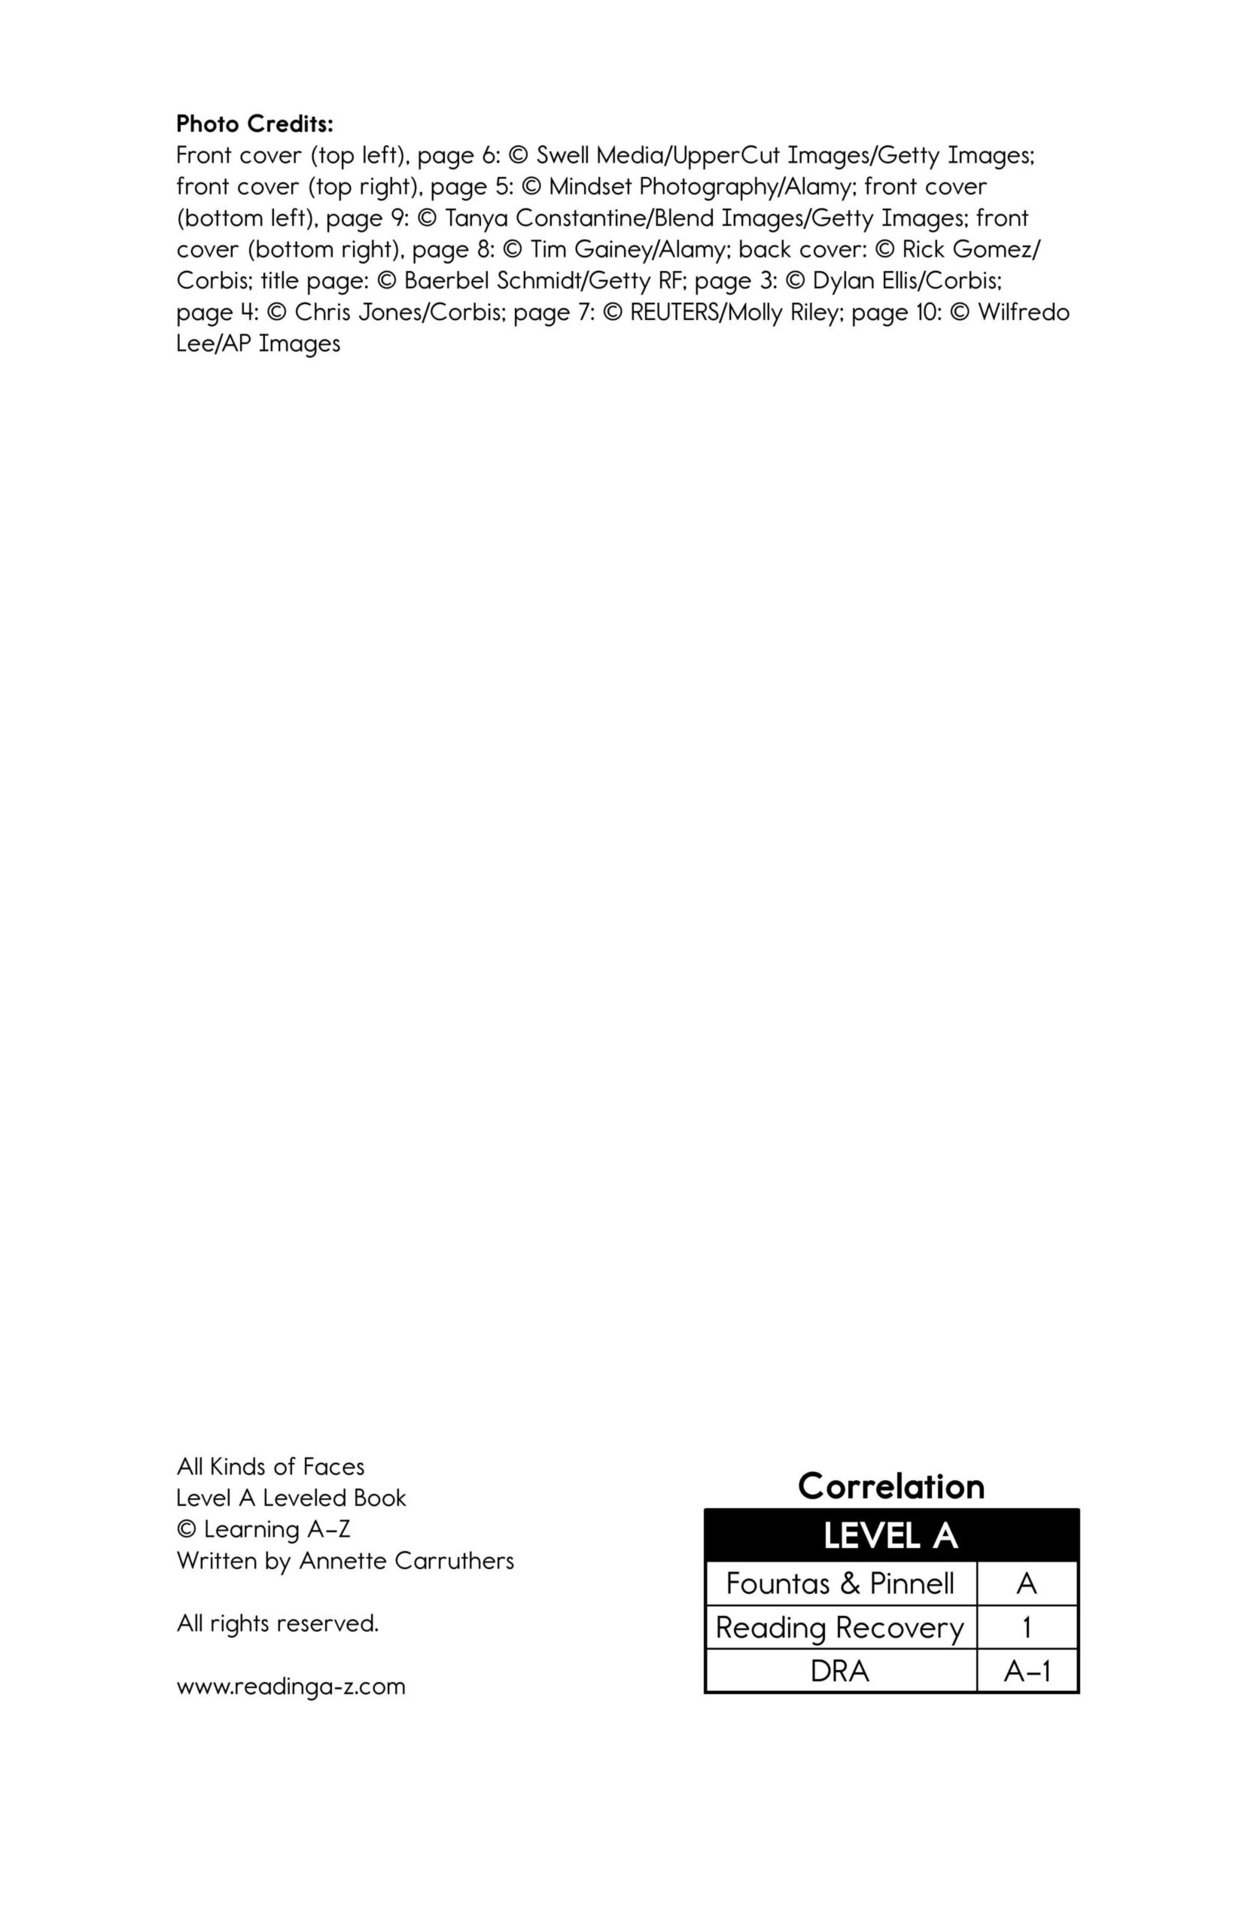 Photo Credits:
Front cover (top left), page 6: © Swell Media/UpperCut Images/Getty Images;
front cover (top right), page 5: © Mindset Photography/Alamy; front cover
(bottom left), page 9: © Tanya Constantine/Blend Images/Getty Images; front
cover (bottom right), page 8: © Tim Gainey/Alamy; back cover: © Rick Gomez/
Corbis; title page: © Baerbel Schmidt/Getty RF; page 3: © Dylan Ellis/Corbis;
page 4: © Chris Jones/Corbis; page 7: © REUTERS/Molly Riley; page 10: © Wilfredo
Lee/AP Images
All Kinds of Faces
Level A Leveled Book
© Learning A–Z
Written by Annette Carruthers
All rights reserved.
www.readinga-z.com
Correlation
LEVEL A
Fountas & Pinnell A
Reading Recovery 1
DRA A–1